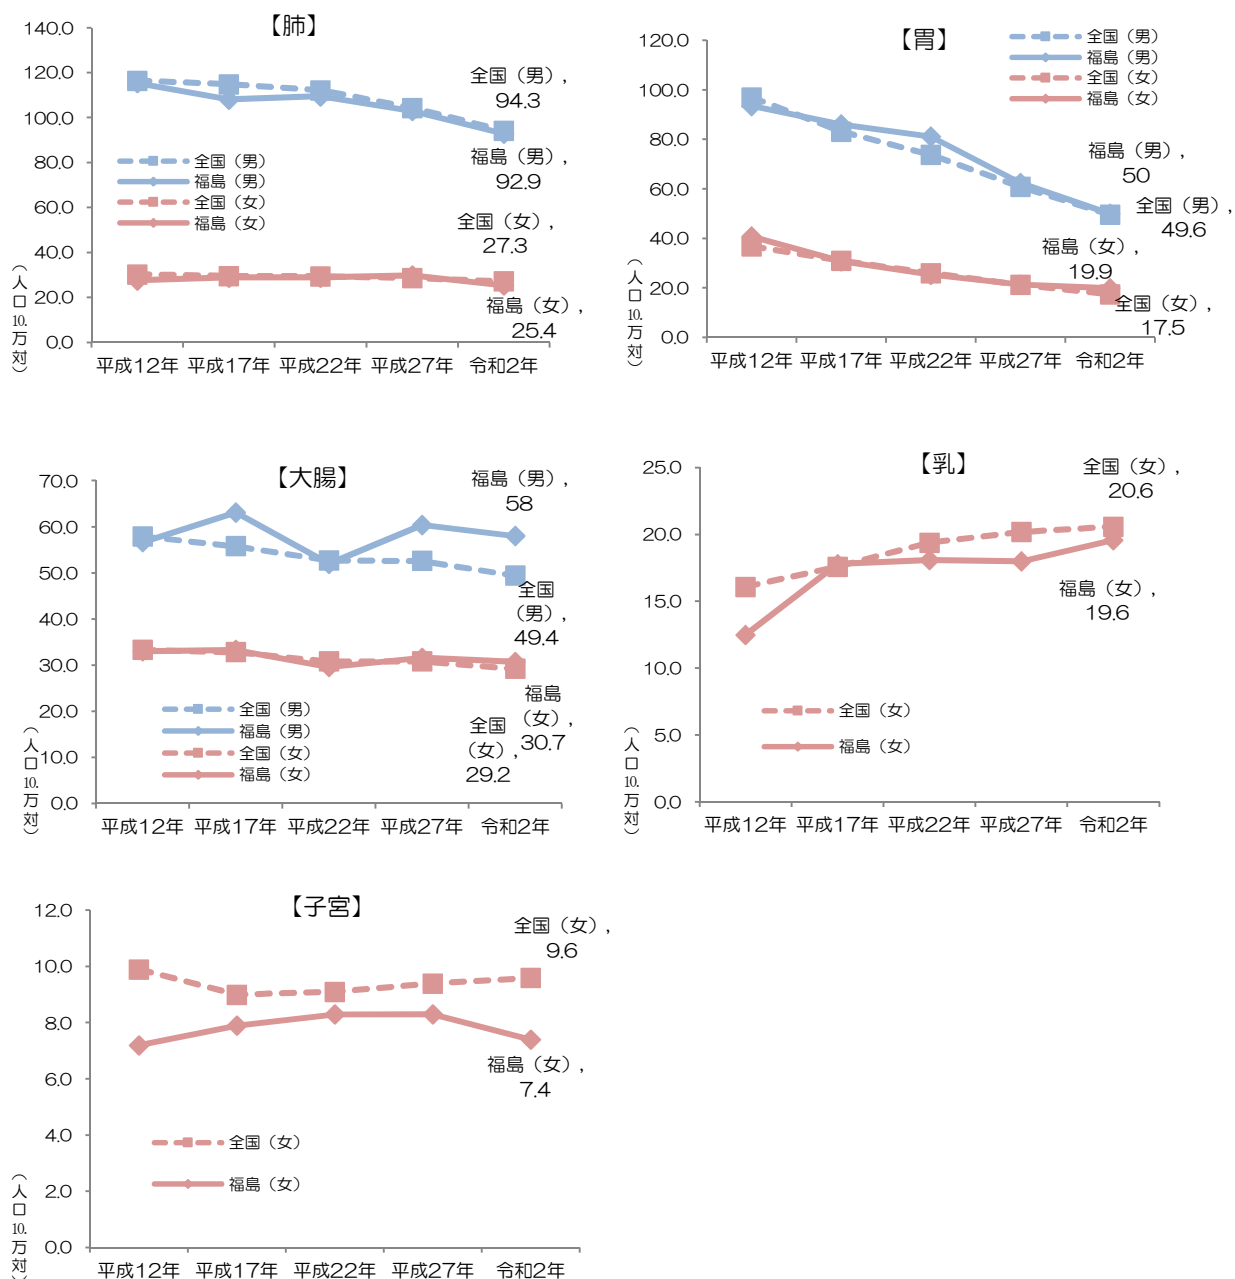 【肺】
140.0
120.0
100.0
80.0
60.0
40.0
20.0
0.0
（人口10.万対）
全国（男）
福島（男）
全国（女）
福島（女）
全国（男）,
94.3
福島（男）,
92.9
全国（女）,
27.3
福島（女）,
25.4
平成12年 平成17年 平成22年 平成27年 令和2年
【胃】
120.0
100.0
80.0
60.0
40.0
20.0
0.0
（人口10.万対）
全国（男）
福島（男）
全国（女）
福島（女）
福島（男）,
50
全国（男）,
49.6
福島（女）,
19.9
全国（女）,
17.5
平成12年 平成17年 平成22年 平成27年 令和2年
【大腸】
70.0
60.0
50.0
40.0
30.0
20.0
10.0
0.0
（人口10.万対）
福島（男）,
58
全国
（男）,
49.4
福島
（女）,
30.7
全国
（女）,
29.2
全国（男）
福島（男）
全国（女）
福島（女）
平成12年 平成17年 平成22年 平成27年 令和2年
【乳】
25.0
20.0
15.0
10.0
5.0
0.0
（人口10.万対）
全国（女）,
20.6
福島（女）,
19.6
全国（女）
福島（女）
平成12年 平成17年 平成22年 平成27年 令和2年
【子宮】
12.0
10.0
8.0
6.0
4.0
2.0
0.0
（人口10.万対）
全国（女）,
9.6
福島（女）,
7.4
全国（女）
福島（女）
平成12年 平成17年 平成22年 平成27年 令和2年